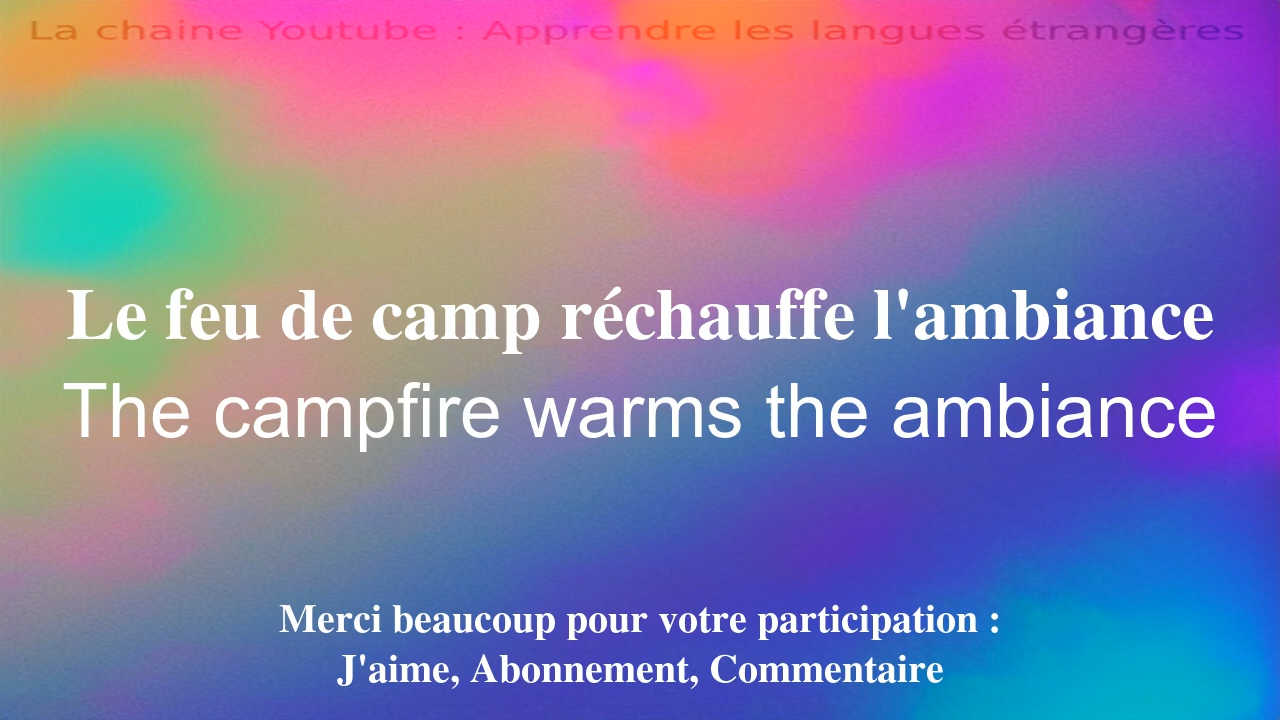 La chaine Youtube : Apprendre les langues étrangères
Le feu de camp réchauffe l'ambiance
The campfire warms the ambiance
Merci beaucoup pour votre participation :
J'aime, Abonnement, Commentaire